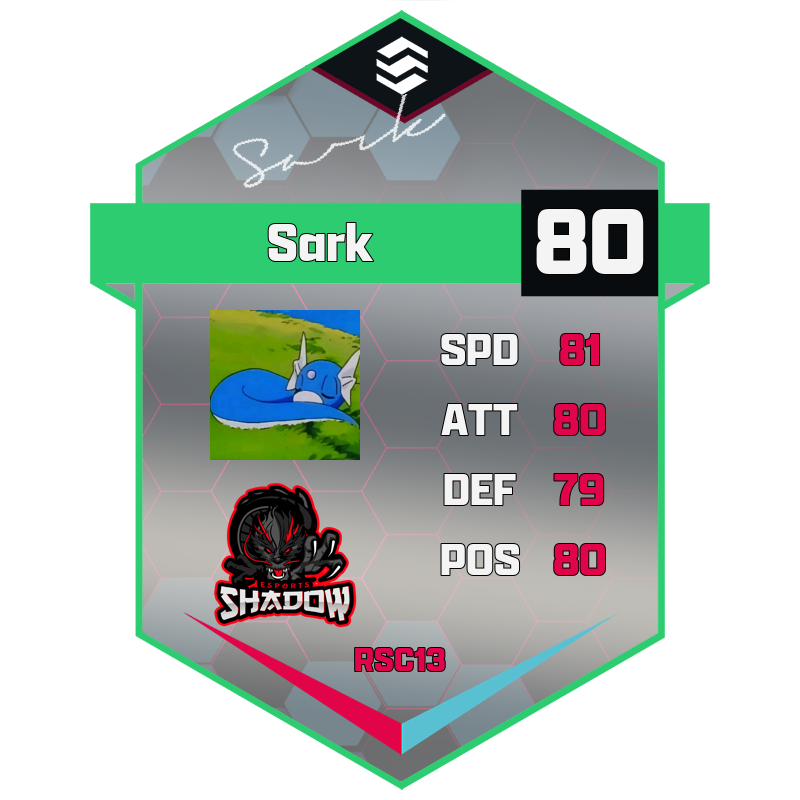 Sark
Sark
80
SPD 81
ATT 80
DEF 79
POS 80
ESPORTS
SHADOW
RSC13